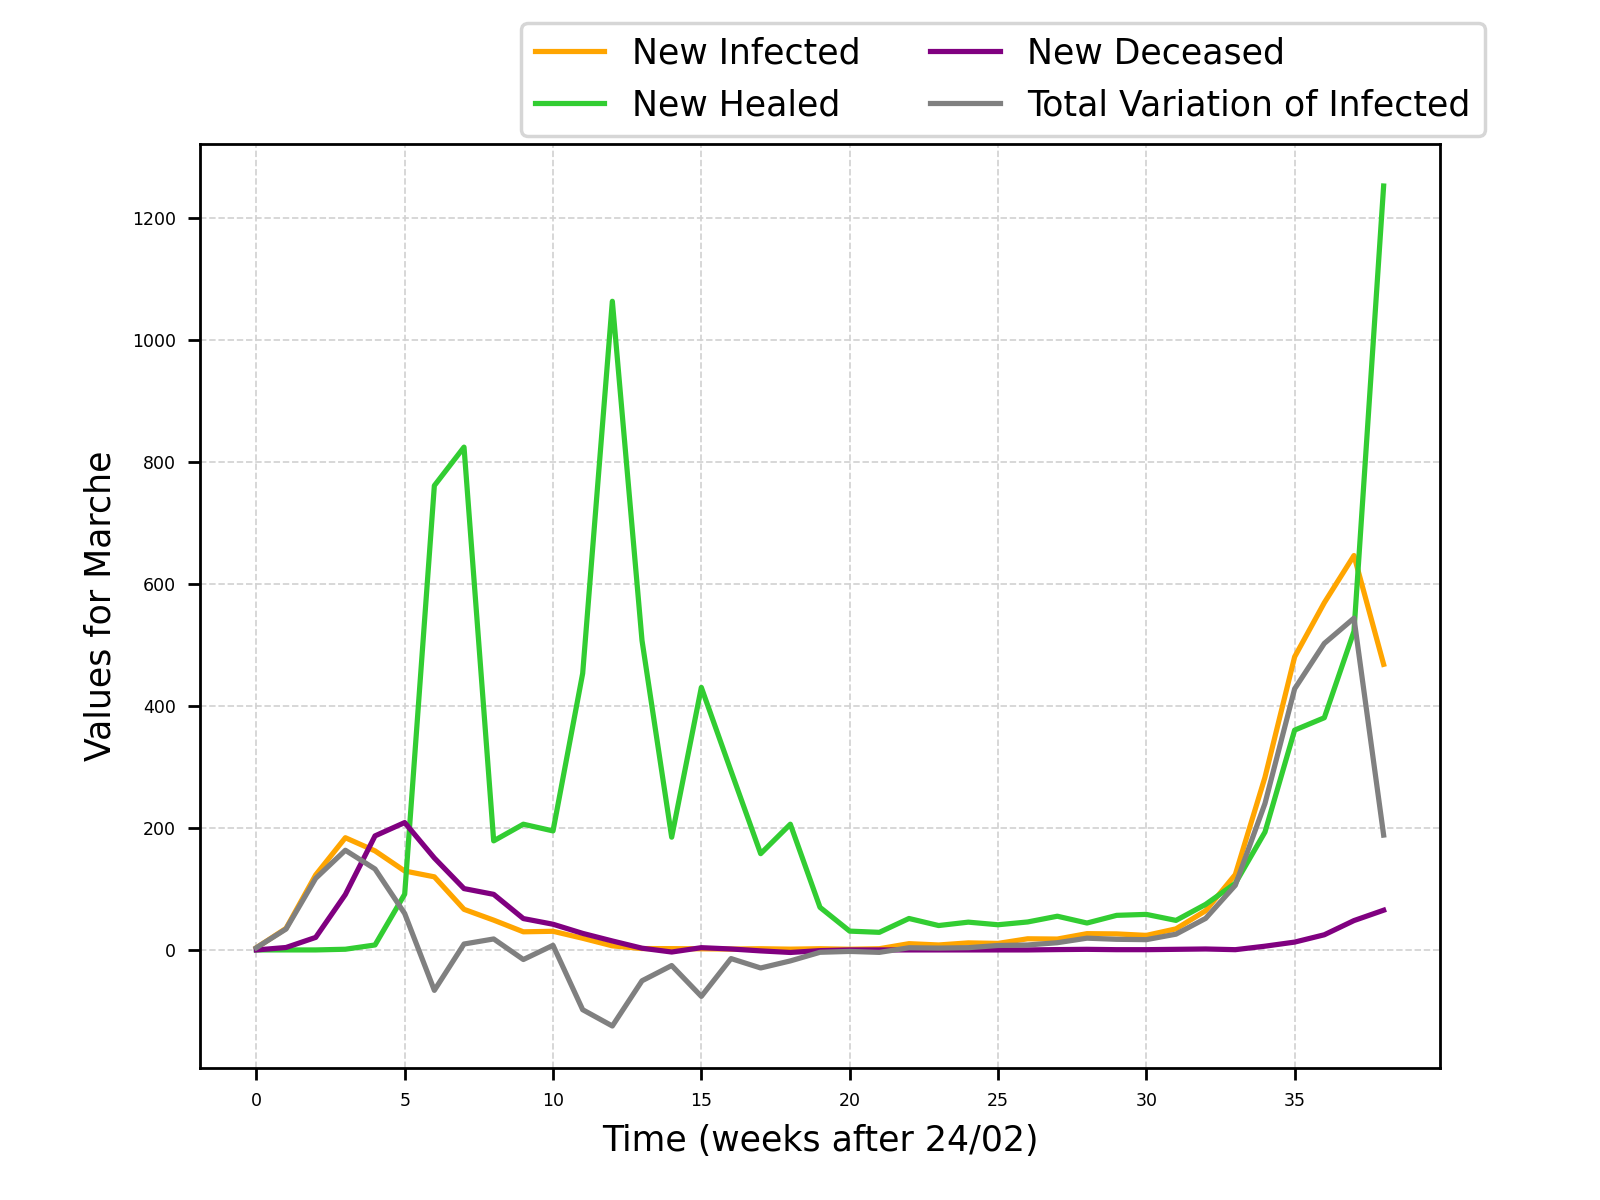 New Infected
New Healed
New Deceased
Total Variation of Infected
Values for Marche
1200
1000
800
600
400
200
0
0 5 10 15 20 25 30 35
Time (weeks after 24/02)